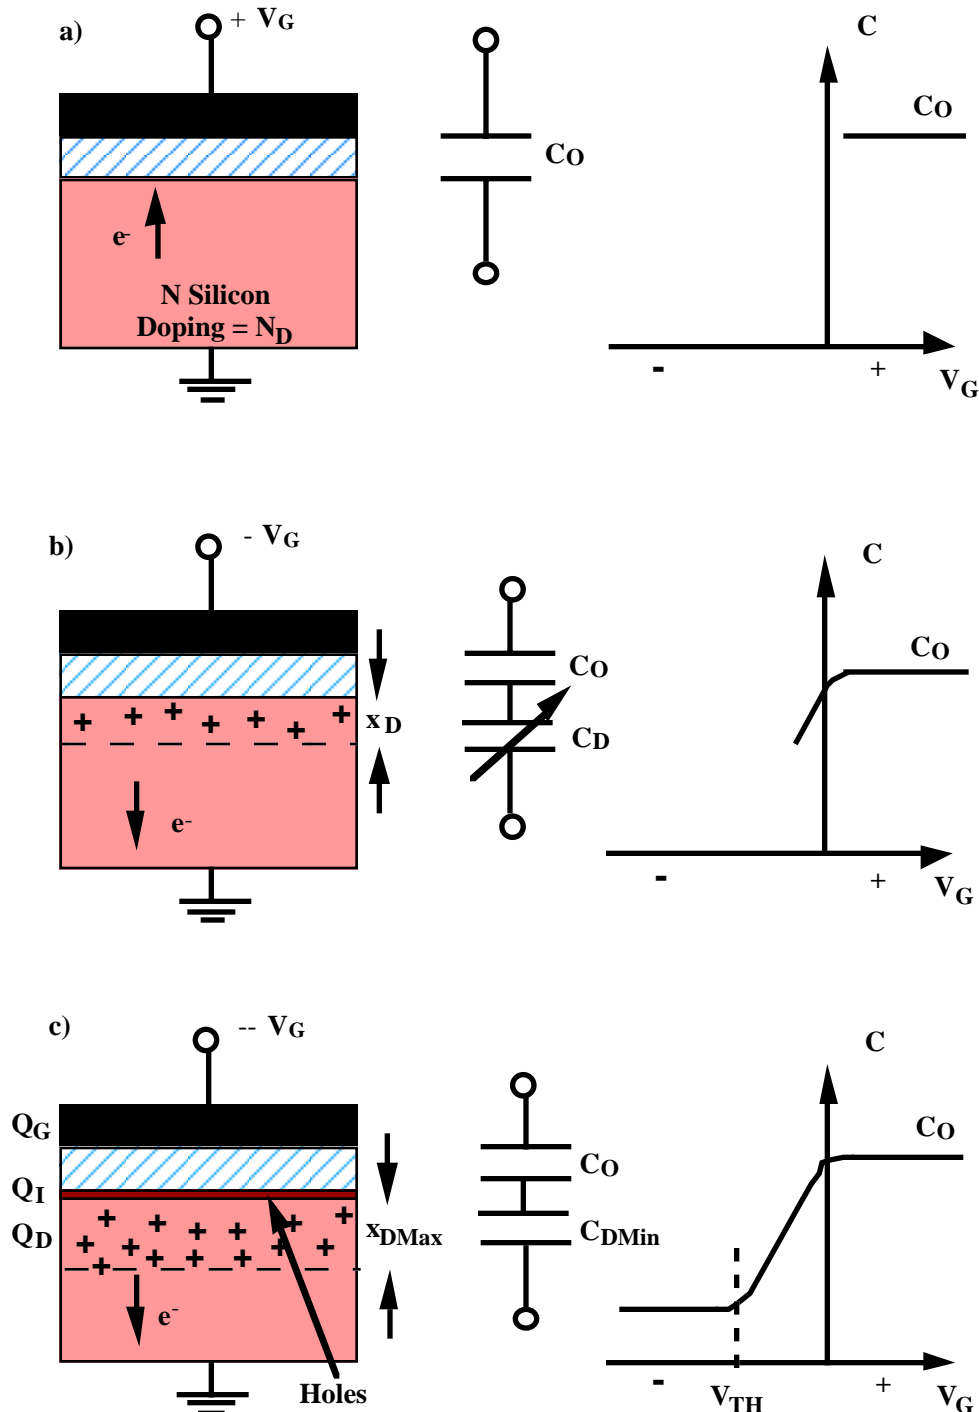 a)
+ VG
C
CO
CO
e-
N Silicon
Doping = ND
-
+
VG
b)
- VG
C
CO
CO
xD
CD
e-
-
+
VG
c)
-- VG
C
QG
CO
CO
QI
QD
xDMax
CDMin
e-
Holes
-
VTH
+
VG